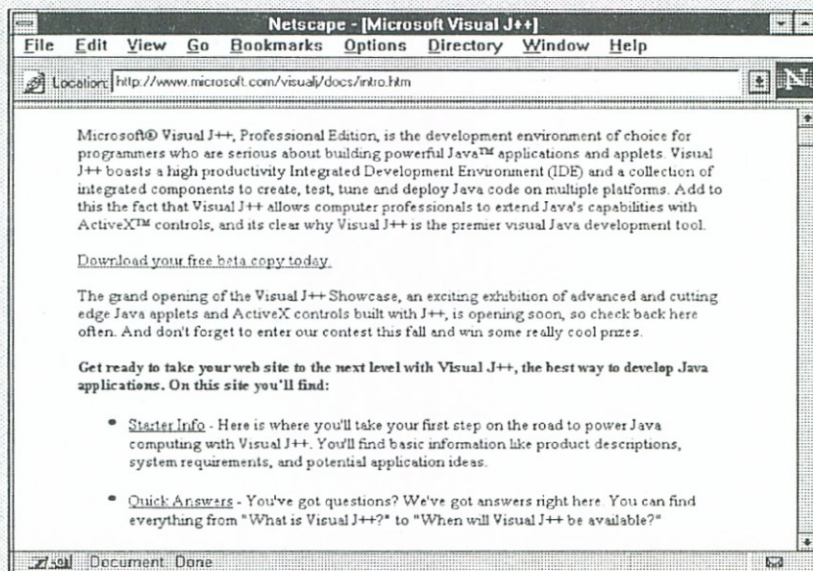 Netscape - [Microsoft Visual J++]
File Edit View Go Bookmarks Options Directory Window Help
Location: http://www.microsoft.com/visualj/docs/intro.htm
N
Microsoft® Visual J++, Professional Edition, is the development environment of choice for
programmers who are serious about building powerful Java™ applications and applets. Visual
J++ boasts a high productivity Integrated Development Environment (IDE) and a collection of
integrated components to create, test, tune and deploy Java code on multiple platforms. Add to
this the fact that Visual J++ allows computer professionals to extend Java's capabilities with
ActiveX™ controls, and its clear why Visual J++ is the premier visual Java development tool.
Download your free beta copy today.
The grand opening of the Visual J++ Showcase, an exciting exhibition of advanced and cutting
edge Java applets and ActiveX controls built with J++, is opening soon, so check back here
often. And don't forget to enter our contest this fall and win some really cool prizes.
Get ready to take your web site to the next level with Visual J++, the best way to develop Java
applications. On this site you'll find:
• Starter Info - Here is where you'll take your first step on the road to power Java
computing with Visual J++. You'll find basic information like product descriptions,
system requirements, and potential application ideas.
• Quick Answers - You've got questions? We've got answers right here. You can find
everything from "What is Visual J++?" to "When will Visual J++ be available?"
Document: Done